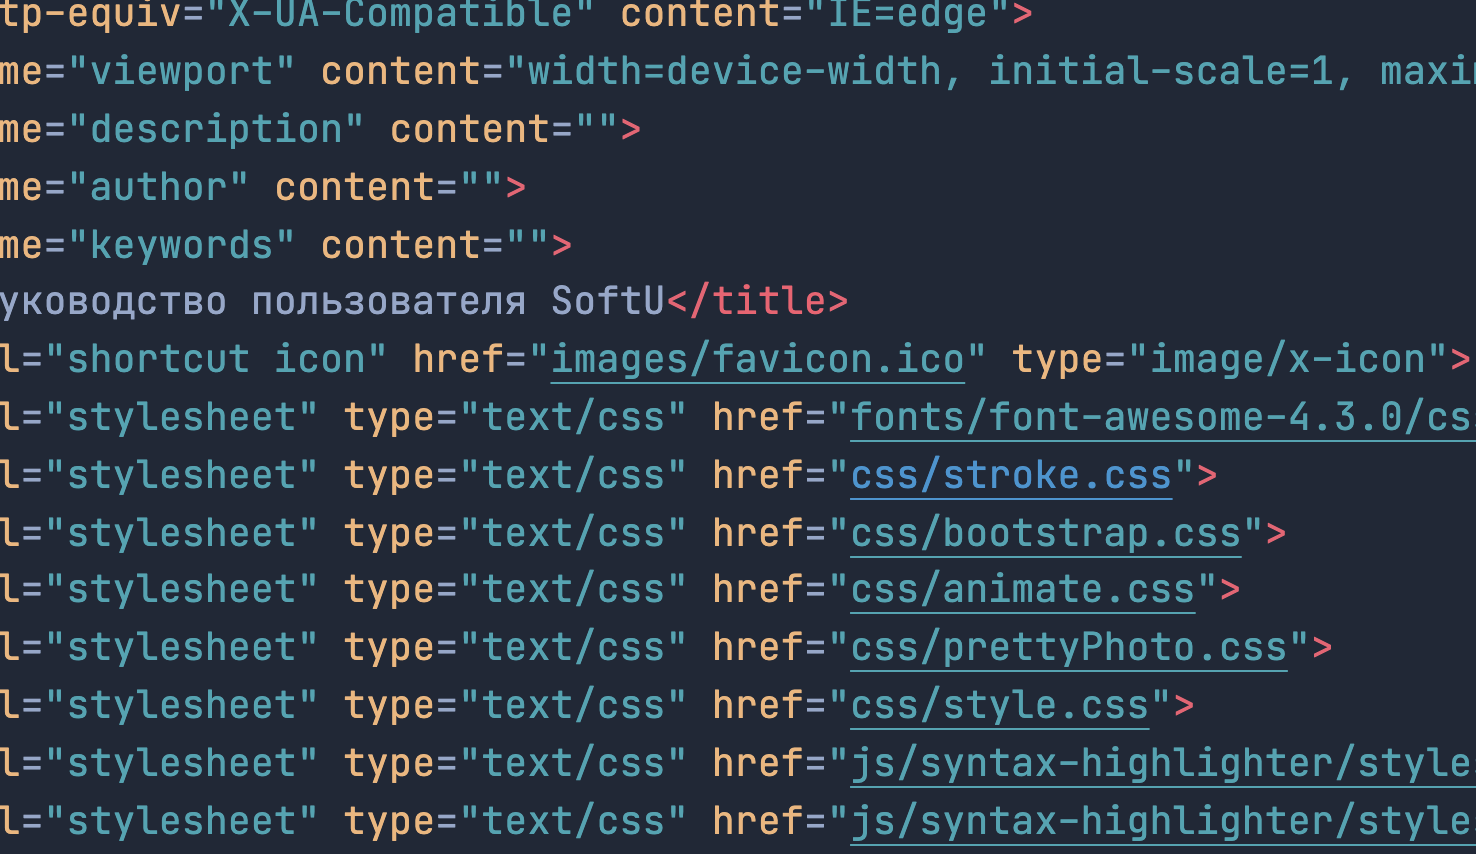 tp-equiv="X-UA-Compatible" content="IE=edge">
me="viewport" content="width=device-width, initial-scale=1, maxi
me="description" content="">
me="author" content="">
me="keywords" content="">
уководство пользователя SoftU</title>
l="shortcut icon" href="images/favicon.ico" type="image/x-icon">
l="stylesheet" type="text/css" href="fonts/font-awesome-4.3.0/cs
l="stylesheet" type="text/css" href="css/stroke.css">
l="stylesheet" type="text/css" href="css/bootstrap.css">
l="stylesheet" type="text/css" href="css/animate.css">
l="stylesheet" type="text/css" href="css/prettyPhoto.css">
l="stylesheet" type="text/css" href="css/style.css">
l="stylesheet" type="text/css" href="js/syntax-highlighter/style
l="stylesheet" type="text/css" href="js/syntax-highlighter/style